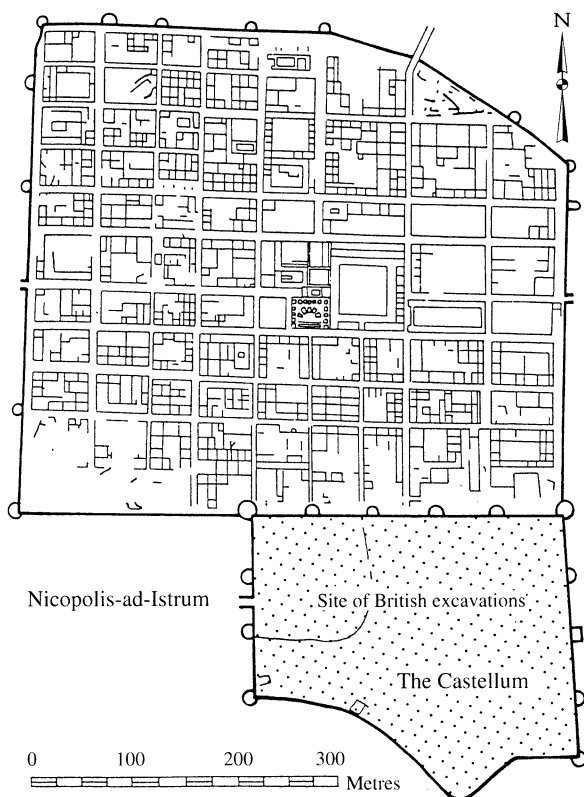 N
Nicopolis-ad-Istrum
Site of British excavations
The Castellum
0 100 200 300
Metres